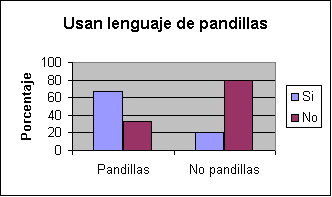 Usan lenguaje de pandillas
Porcentaje
100
80
60
40
20
0
Pandillas No pandillas
Si
No